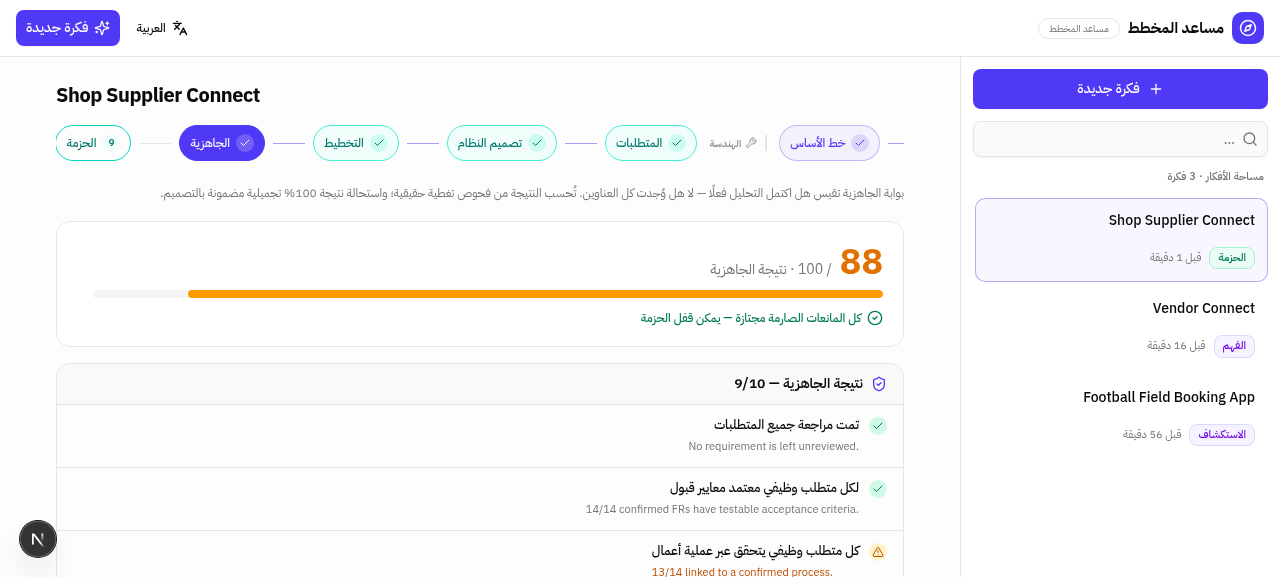 مساعد المخطط
مساعد المخطط
العربية
فكرة جديدة
فكرة جديدة
...
مساحة الأفكار · 3 فكرة
Shop Supplier Connect
الحزمة
قبل 1 دقيقة
Vendor Connect
الفهم
قبل 16 دقيقة
Football Field Booking App
الاستكشاف
قبل 56 دقيقة
Shop Supplier Connect
خط الأساس
الهندسة
المتطلبات
تصميم النظام
التخطيط
الجاهزية
9 الحزمة
بوابة الجاهزية تقيس هل اكتمل التحليل فعلًا — لا هل وُجدت كل العناوين. تُحسب النتيجة من فحوص تغطية حقيقية؛ واستحالة نتيجة 100% تجميلية مضمونة بالتصميم.
88 / 100 · نتيجة الجاهزية
كل المانعات الصارمة مجتازة — يمكن قفل الحزمة
نتيجة الجاهزية — 9/10
تمت مراجعة جميع المتطلبات
No requirement is left unreviewed.
لكل متطلب وظيفي معتمد معايير قبول
14/14 confirmed FRs have testable acceptance criteria.
كل متطلب وظيفي يتحقق عبر عملية أعمال
13/14 linked to a confirmed process.
N